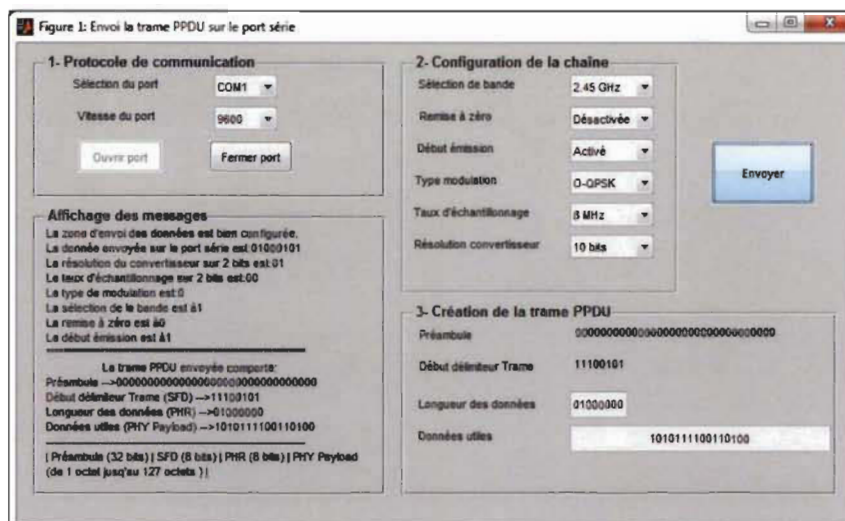 Figure 1: Envoi la trame PPDU sur le port série
1- Protocole de communication
Sélection du port COM1
Vitesse du port 9600
Ouvrir port Fermer port
Affichage des messages
La zone d'envoi des données est bien configurée.
La donnée envoyée sur le port série est:01000101
La résolution du convertisseur sur 2 bits est:01
Le taux d'échantillonnage sur 2 bits est:00
La type de modulation est:0
La sélection de la bande est à1
La remise à zéro est à0
Le début émission est à1
La trame PPDU envoyée comporte:
Préambule -->00000000000000000000000000000000
Début délimiteur Trame (SFD) -->11100101
Longueur des données (PHR) -->01000000
Données utiles (PHY Payload) -->1010111100110100
| Préambule (32 bits) | SFD (8 bits) | PHR (8 bits) | PHY Payload
(de 1 octet jusqu'au 127 octets ) |
2- Configuration de la chaîne
Sélection de bande 2.45 GHz
Remise à zéro Désactivée
Début émission Activé
Type modulation O-QPSK
Taux d'échantillonnage 8 MHz
Résolution convertisseur 10 bits
Envoyer
3- Création de la trame PPDU
Préambule 00000000000000000000000000000000
Début délimiteur Trame 11100101
Longueur des données 01000000
Données utiles 1010111100110100